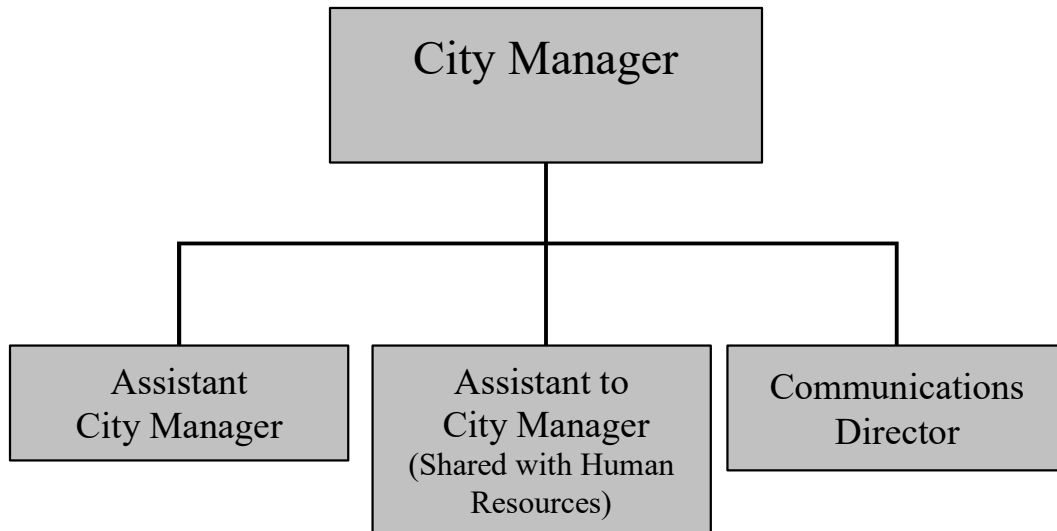 City Manager
Assistant
City Manager
Assistant to
City Manager
(Shared with Human
Resources)
Communications
Director